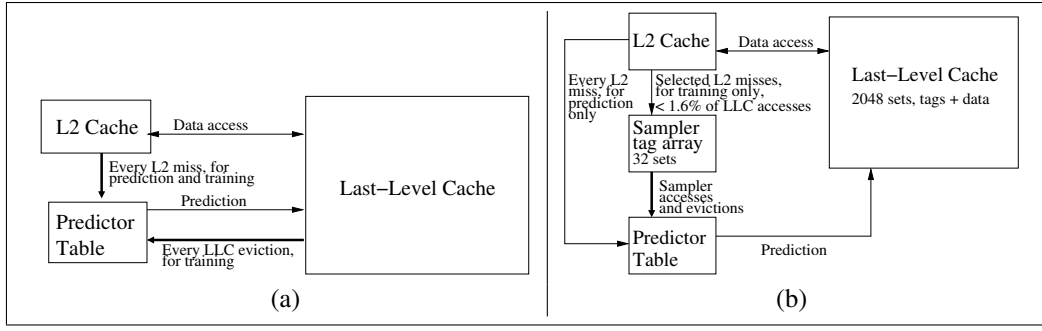 L2 Cache
Data access
Every L2 miss, for
prediction and training
Predictor
Table
Prediction
Every LLC eviction,
for training
Last−Level Cache
(a)
L2 Cache
Data access
Every L2
miss, for
prediction
only
Selected L2 misses,
for training only,
< 1.6% of LLC accesses
Sampler
tag array
32 sets
Sampler
accesses
and evictions
Predictor
Table
Prediction
Last−Level Cache
2048 sets, tags + data
(b)